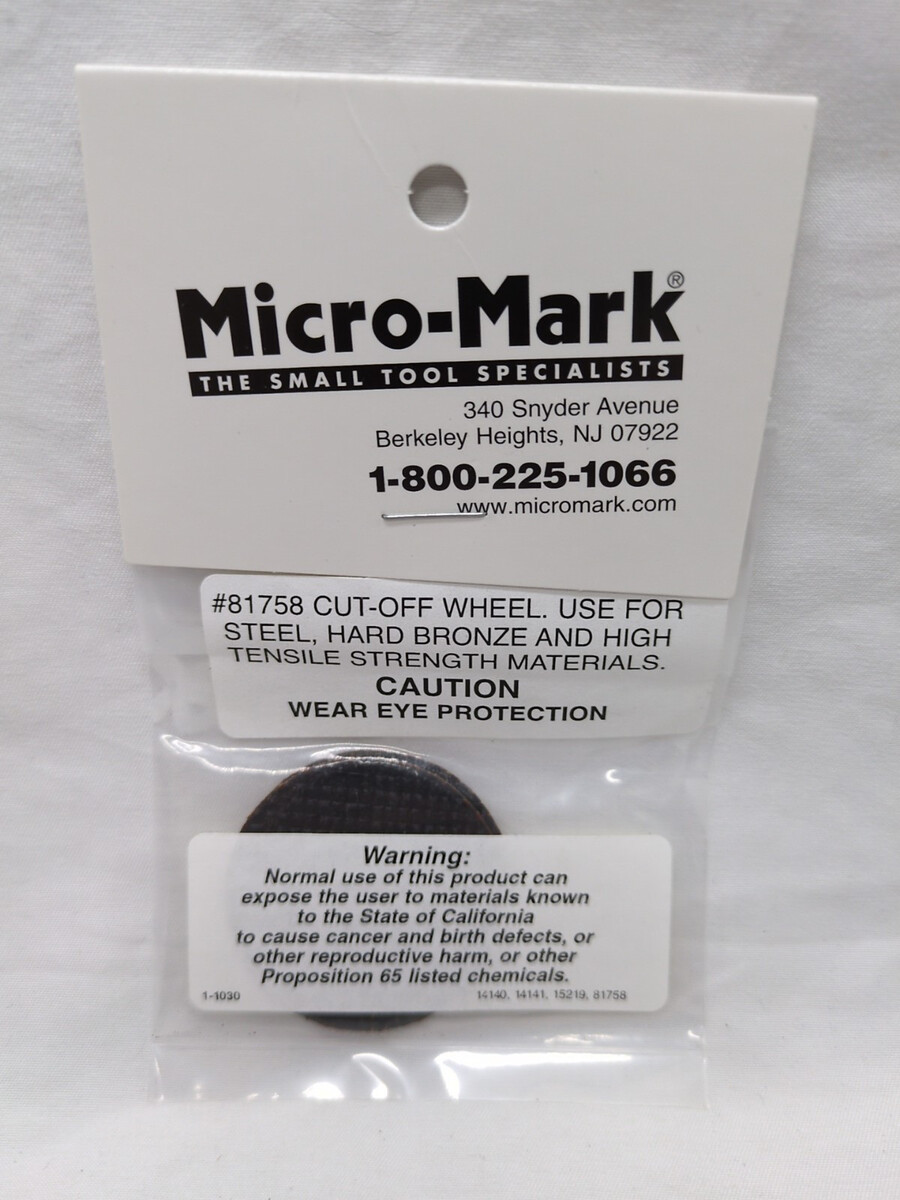 Micro-Mark®
THE SMALL TOOL SPECIALISTS
340 Snyder Avenue
Berkeley Heights, NJ 07922
1-800-225-1066
www.micromark.com
#81758 CUT-OFF WHEEL. USE FOR
STEEL, HARD BRONZE AND HIGH
TENSILE STRENGTH MATERIALS.
CAUTION
WEAR EYE PROTECTION
Warning:
Normal use of this product can
expose the user to materials known
to the State of California
to cause cancer and birth defects, or
other reproductive harm, or other
Proposition 65 listed chemicals.
1-1030 14140, 14141, 15219, 81758